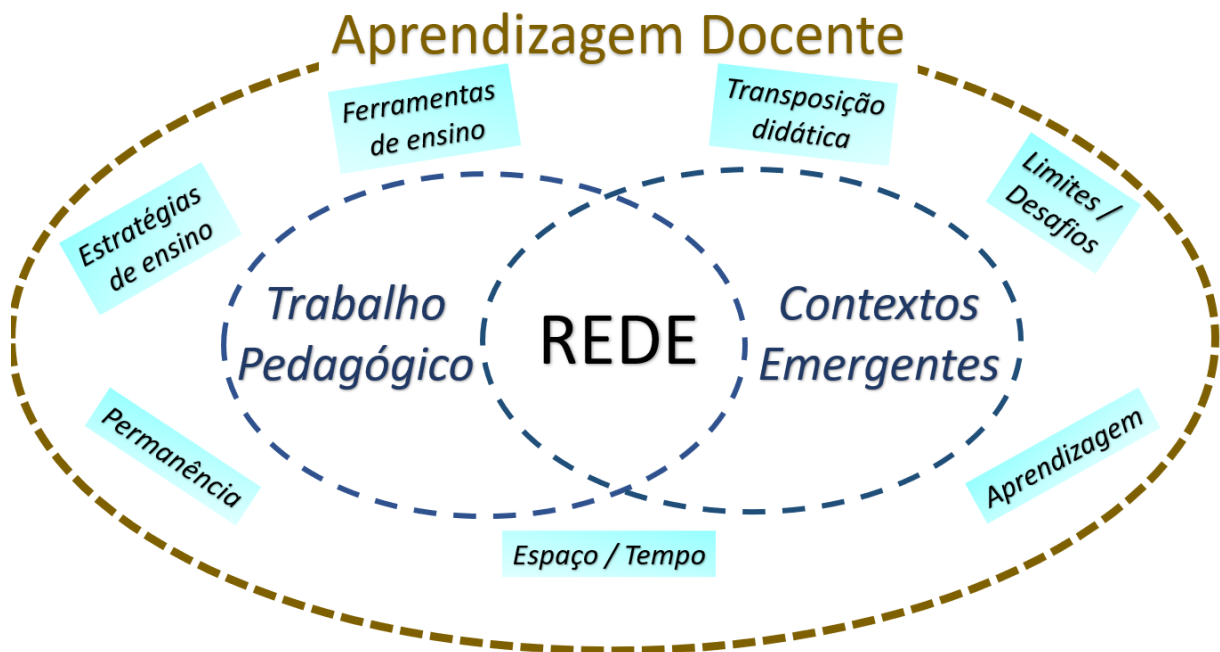 Aprendizagem Docente
Ferramentas
de ensino
Transposição
didática
Limites /
Desafios
Estratégias
de ensino
Trabalho
Pedagógico
REDE
Contextos
Emergentes
Permanência
Aprendizagem
Espaço / Tempo